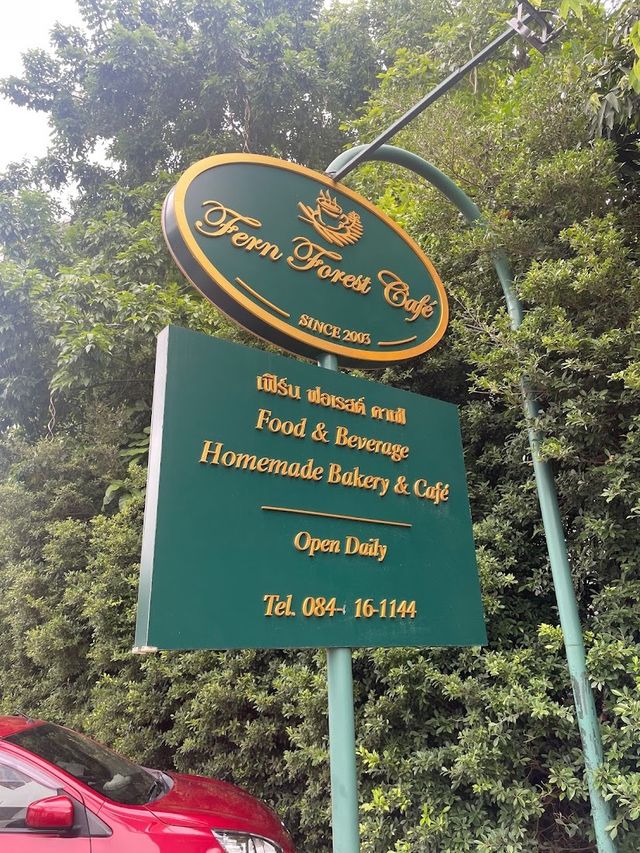 Fern Forest Café
SINCE 2003
เฟิร์น ฟอเรสต์ คาเฟ่
Food & Beverage
Homemade Bakery & Café
Open Daily
Tel. 084- 16-1144